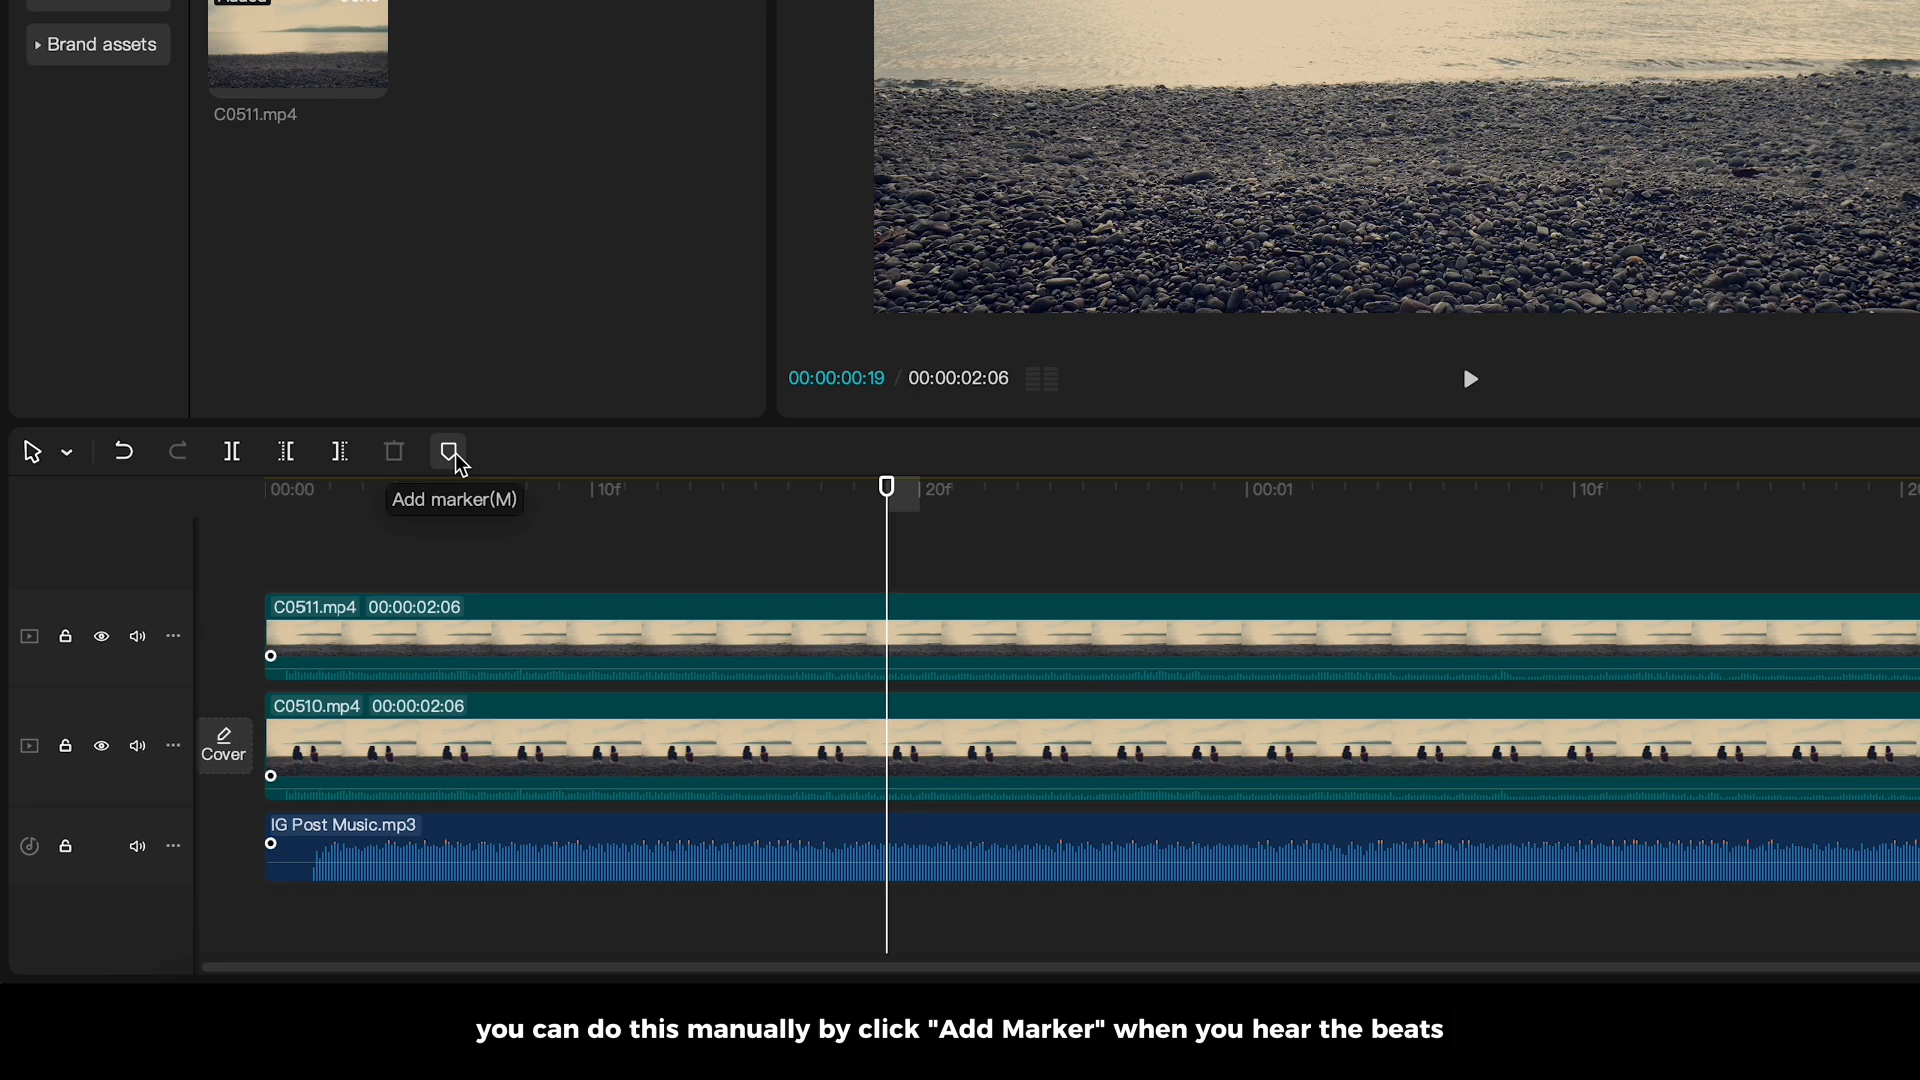 Brand assets
C0511.mp4
00:00:00:19 / 00:00:02:06
00:00
10f
20f
00:01
10f
Add marker(M)
C0511.mp4 00:00:02:06
C0510.mp4 00:00:02:06
Cover
IG Post Music.mp3
you can do this manually by click "Add Marker" when you hear the beats